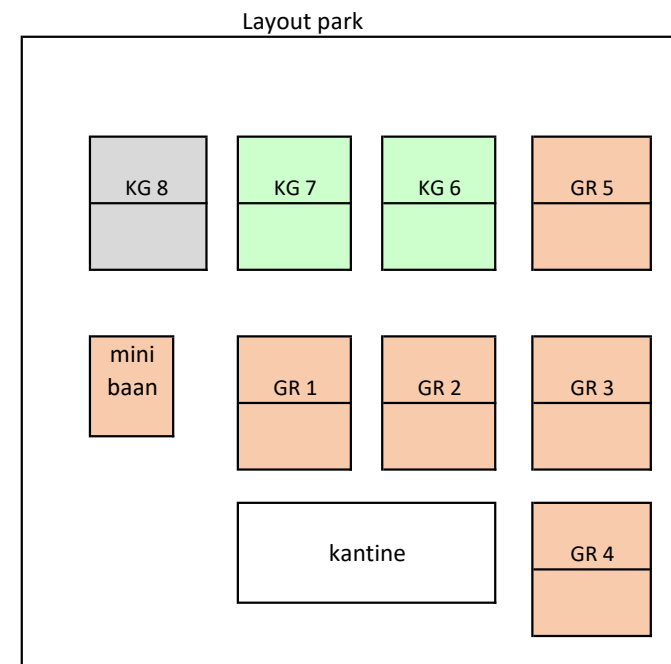 Layout park
KG 8
KG 7
KG 6
GR 5
mini
baan
GR 1
GR 2
GR 3
kantine
GR 4